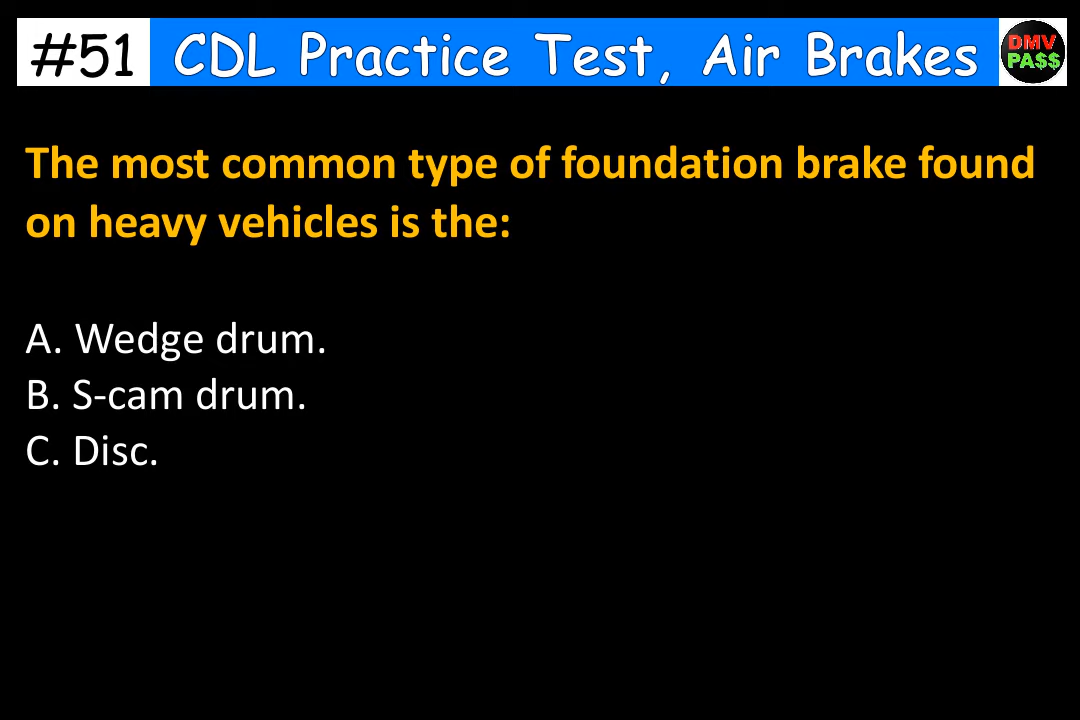 #51 CDL Practice Test, Air Brakes DMV
PA$$
The most common type of foundation brake found
on heavy vehicles is the:
A. Wedge drum.
B. S-cam drum.
C. Disc.